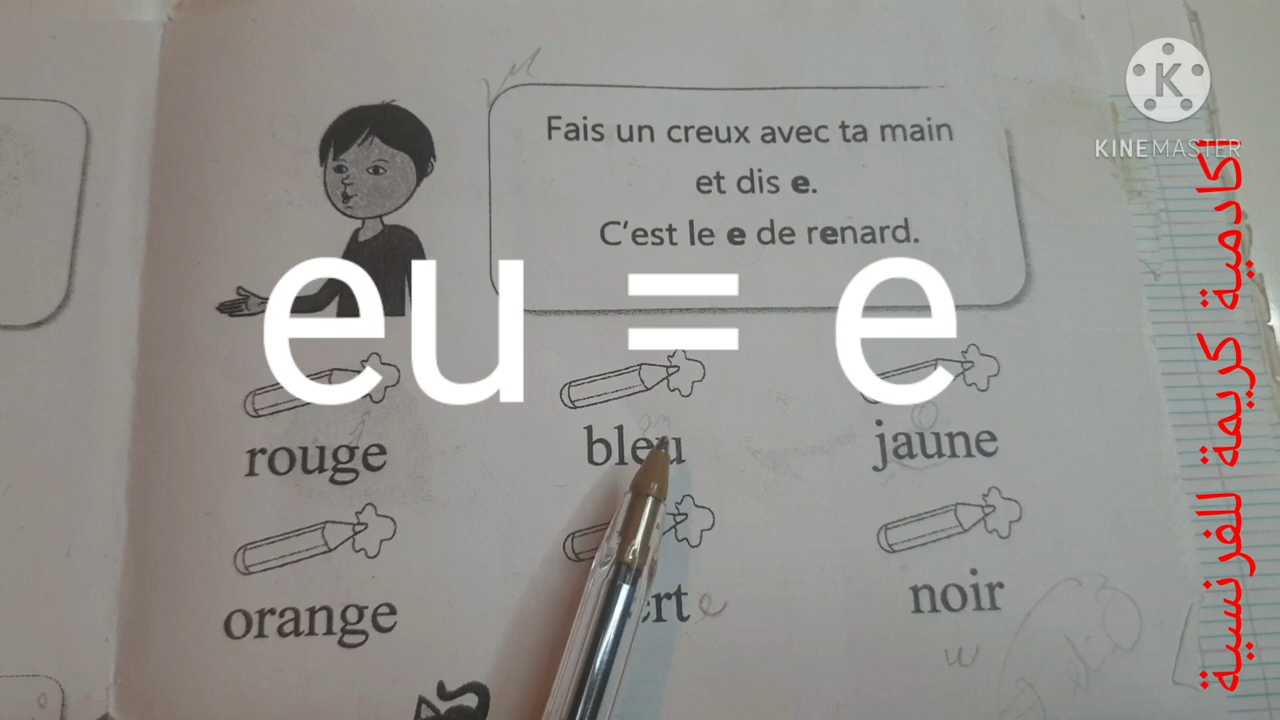 Fais un creux avec ta main
et dis e.
C'est le e de renard.
eu = e
rouge
bleu
jaune
orange
noir
K
KINEMASTER
اكادمية كريمة للفرنسية